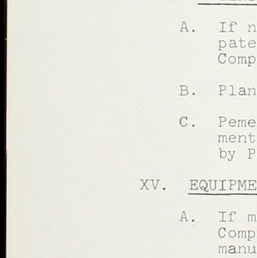 A. If n
pate
Comp
B. Plan
C. Peme
ment
by P
XV. EQUIPME
A. If m
Comp
manu